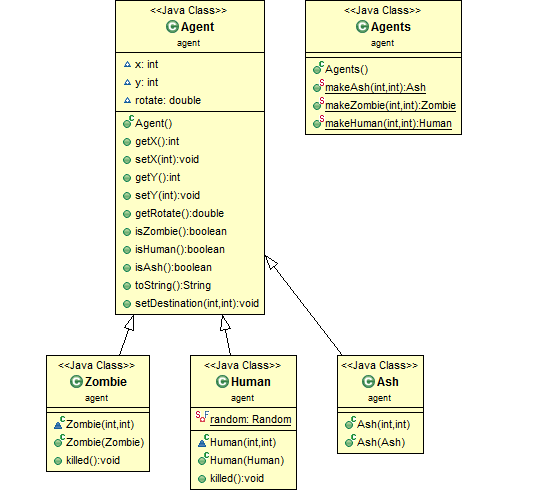 <<Java Class>>
Agent
agent
x: int
y: int
rotate: double
Agent()
getX():int
setX(int):void
getY():int
setY(int):void
getRotate():double
isZombie():boolean
isHuman():boolean
isAsh():boolean
toString():String
setDestination(int,int):void
<<Java Class>>
Agents
agent
Agents()
makeAsh(int,int):Ash
makeZombie(int,int):Zombie
makeHuman(int,int):Human
<<Java Class>>
Zombie
agent
Zombie(int,int)
Zombie(Zombie)
killed():void
<<Java Class>>
Human
agent
random: Random
Human(int,int)
Human(Human)
killed():void
<<Java Class>>
Ash
agent
Ash(int,int)
Ash(Ash)